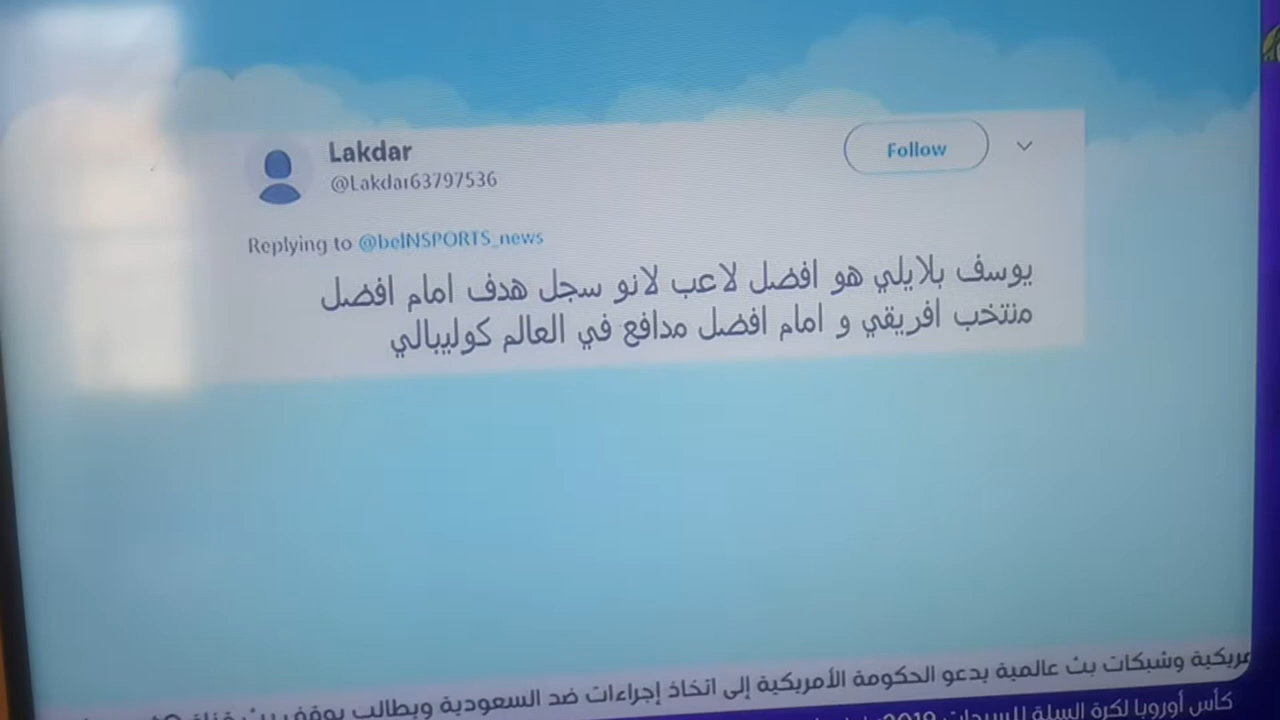 Lakdar
Follow
@Lakdar63797536
Replying to @beINSPORTS_news
يوسف بلايلي هو افضل لاعب لانو سجل هدف امام افضل
منتخب افريقي و امام افضل مدافع في العالم كوليبالي
مريكية وشبكات بث عالمية يدعو الحكومة الأمريكية إلى اتخاذ إجراءات ضد السعودية ويطالب بوقف بث
كأس أوروبا لكرة السلة للسيدات 2019